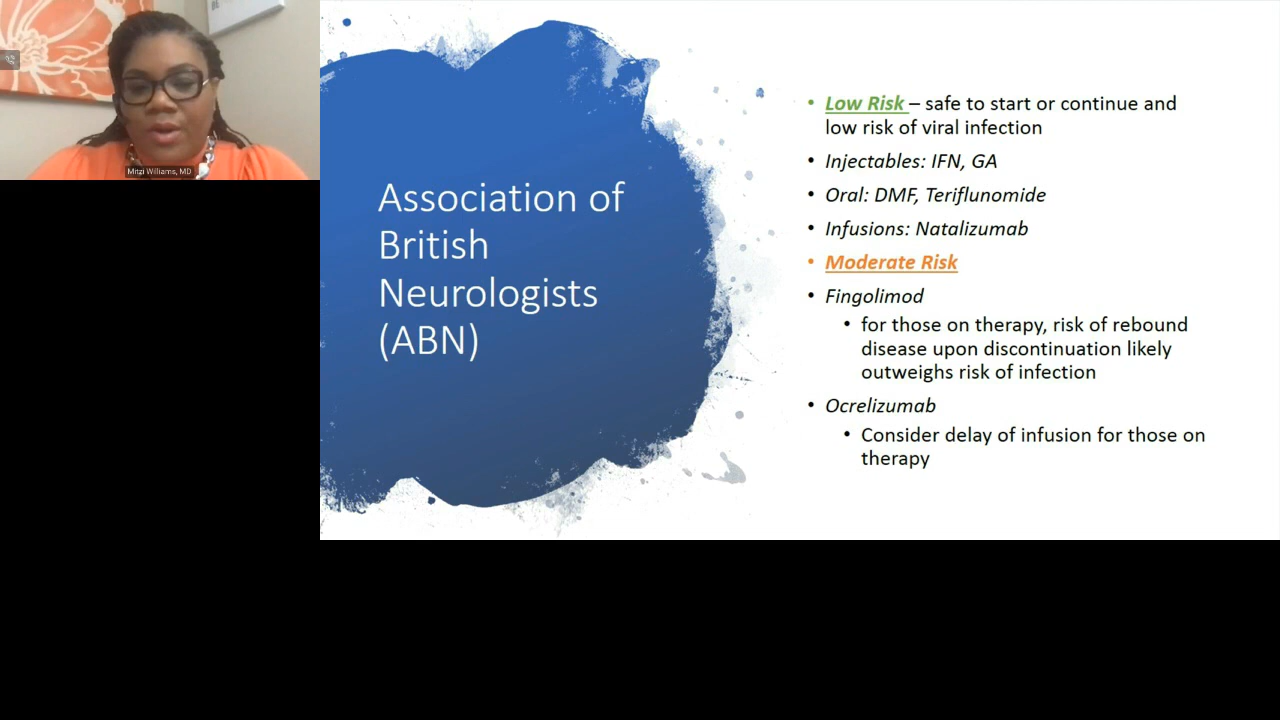 Mitzi Williams, MD
Association of
British
Neurologists
(ABN)
• Low Risk – safe to start or continue and
low risk of viral infection
• Injectables: IFN, GA
• Oral: DMF, Teriflunomide
• Infusions: Natalizumab
• Moderate Risk
• Fingolimod
• for those on therapy, risk of rebound
disease upon discontinuation likely
outweighs risk of infection
• Ocrelizumab
• Consider delay of infusion for those on
therapy